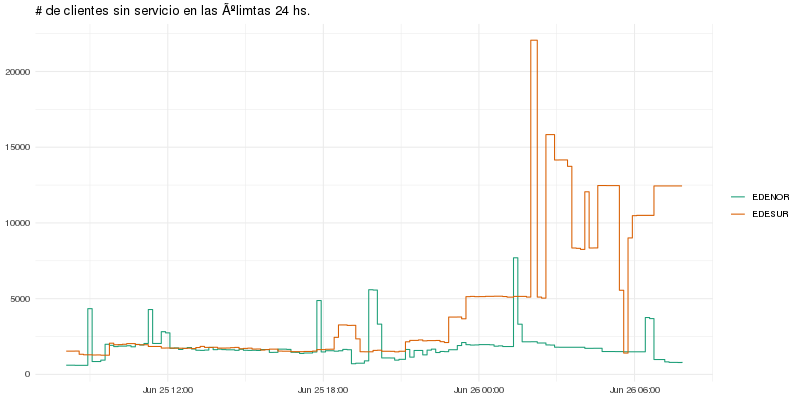 # de clientes sin servicio en las Ãºlimtas 24 hs.
20000
15000
10000
5000
0
Jun 25 12:00
Jun 25 18:00
Jun 26 00:00
Jun 26 06:00
EDENOR
EDESUR